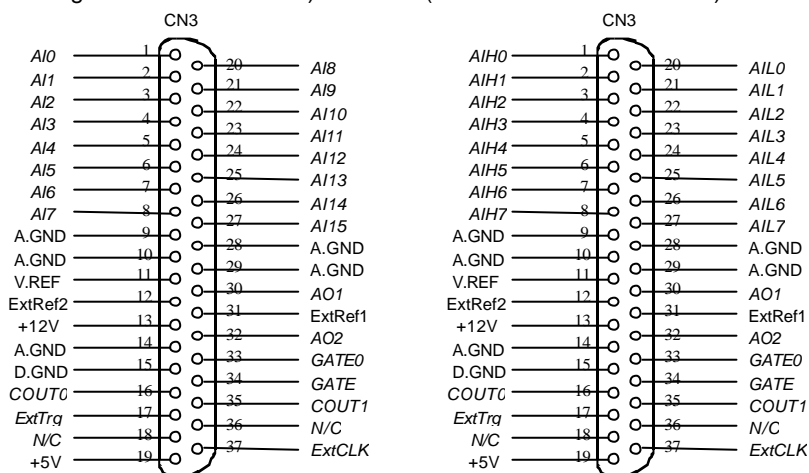 CN3
AI0 1
20 AI8
AI1 2
21 AI9
AI2 3
22 AI10
AI3 4
23 AI11
AI4 5
24 AI12
AI5 6
25 AI13
AI6 7
26 AI14
AI7 8
27 AI15
A.GND 9
28 A.GND
A.GND 10
29 A.GND
V.REF 11
30 AO1
ExtRef2 12
31 ExtRef1
+12V 13
32 AO2
A.GND 14
33 GATE0
D.GND 15
34 GATE
COUT0 16
35 COUT1
ExtTrg 17
36 N/C
N/C 18
37 ExtCLK
+5V 19
CN3
AIH0 1
20 AIL0
AIH1 2
21 AIL1
AIH2 3
22 AIL2
AIH3 4
23 AIL3
AIH4 5
24 AIL4
AIH5 6
25 AIL5
AIH6 7
26 AIL6
AIH7 8
27 AIL7
A.GND 9
28 A.GND
A.GND 10
29 A.GND
V.REF 11
30 AO1
ExtRef2 12
31 ExtRef1
+12V 13
32 AO2
A.GND 14
33 GATE0
D.GND 15
34 GATE
COUT0 16
35 COUT1
ExtTrg 17
36 N/C
N/C 18
37 ExtCLK
+5V 19